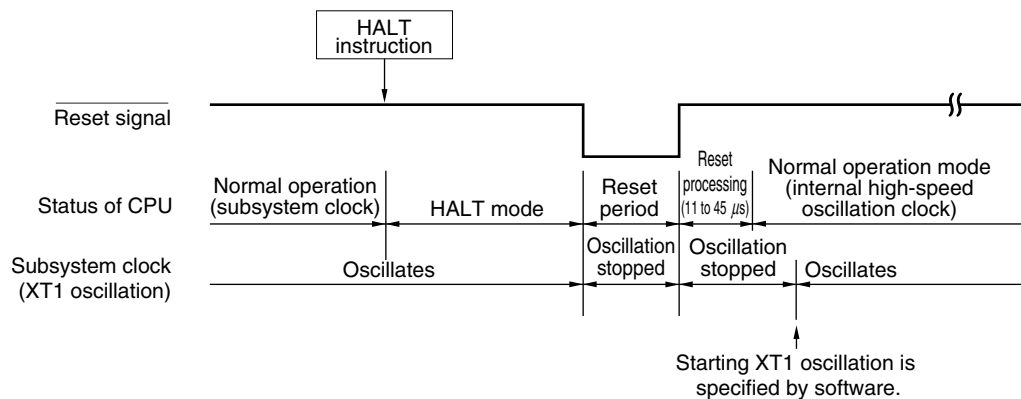 HALT
instruction
Reset signal
Status of CPU
Normal operation
(subsystem clock)
HALT mode
Reset
period
Reset
processing
(11 to 45 μs)
Normal operation mode
(internal high-speed
oscillation clock)
Subsystem clock
(XT1 oscillation)
Oscillates
Oscillation
stopped
Oscillation
stopped
Oscillates
Starting XT1 oscillation is
specified by software.